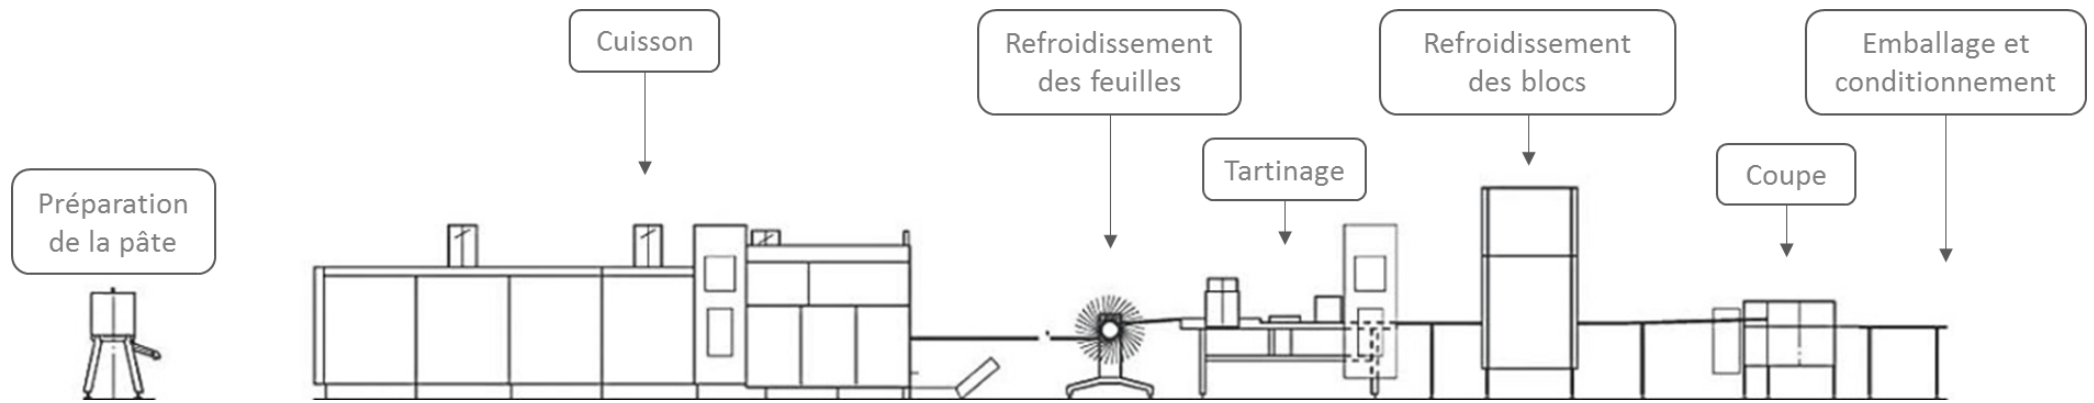 Préparation
de la pâte
Cuisson
Refroidissement
des feuilles
Tartinage
Refroidissement
des blocs
Coupe
Emballage et
conditionnement